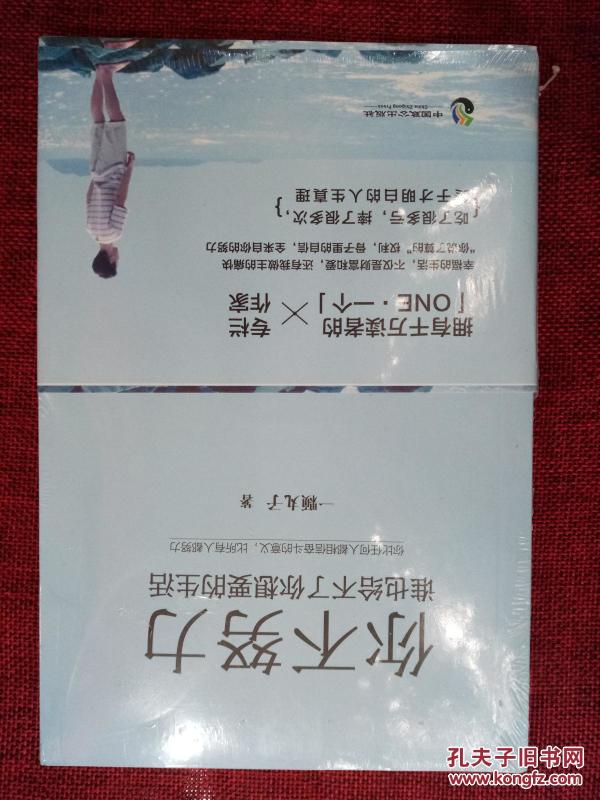 你不努力
谁也给不了你想要的生活
你比任何人都相信奋斗的意义，比所有人都努力
一颗丸子 著
拥有千万读者的
「ONE·一个」
×
专栏
作家
幸福的生活，不仅是财富和爱，还有我做主的痛快
“你说了算的”权利，骨子里的自信，全来自你的努力
{吃了很多亏，摔了很多次，}
于才明白的人生真理
中国致公出版社
China Zhigong Press
孔夫子旧书网
www.kongfz.com